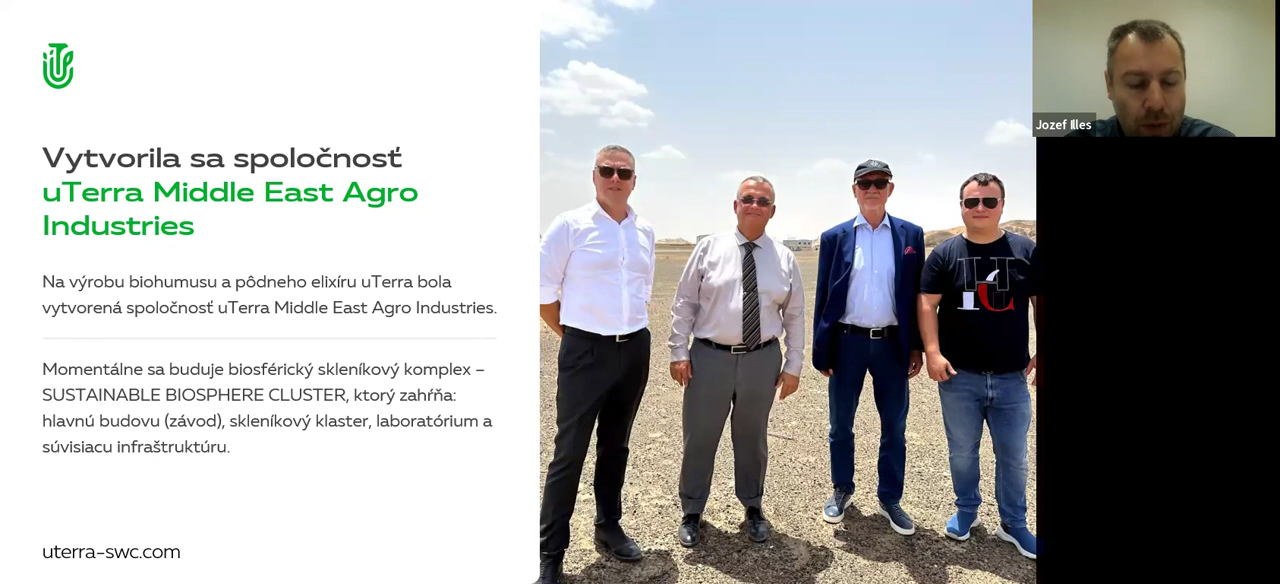 Vytvorila sa spoločnosť
uTerra Middle East Agro
Industries
Na výrobu biohumusu a pôdneho elixíru uTerra bola
vytvorená spoločnosť uTerra Middle East Agro Industries.
Momentálne sa buduje biosférický skleníkový komplex –
SUSTAINABLE BIOSPHERE CLUSTER, ktorý zahŕňa:
hlavnú budovu (závod), skleníkový klaster, laboratórium a
súvisiacu infraštruktúru.
uterra-swc.com
Jozef Illes